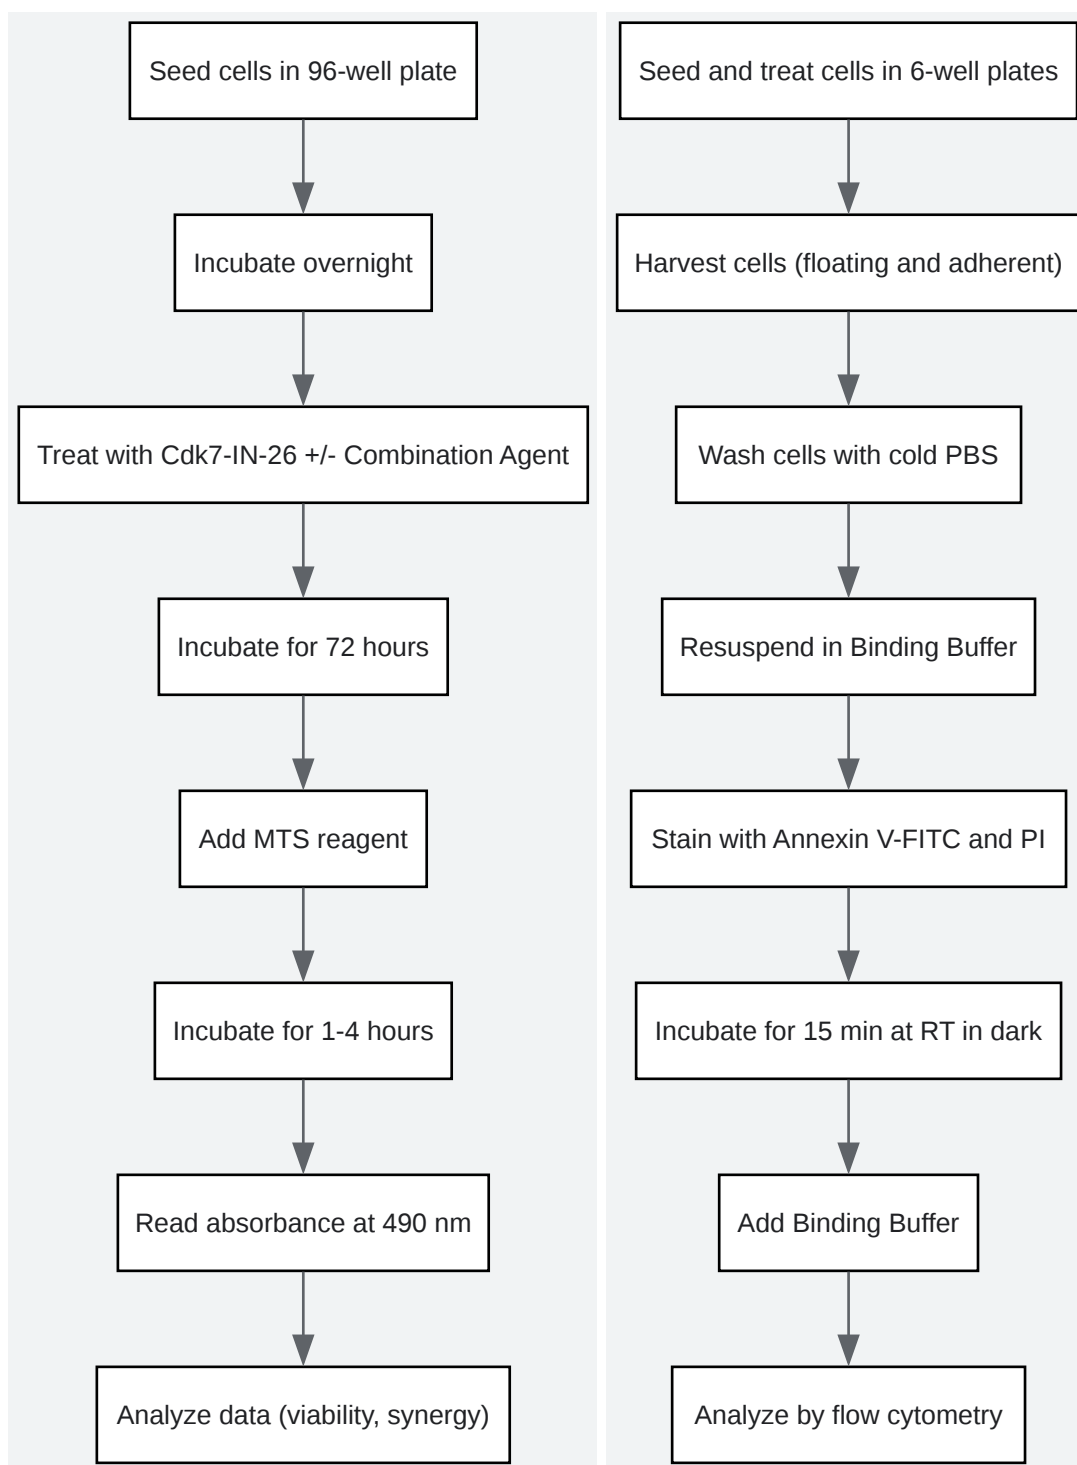 Seed cells in 96-well plate
Incubate overnight
Treat with Cdk7-IN-26 +/- Combination Agent
Incubate for 72 hours
Add MTS reagent
Incubate for 1-4 hours
Read absorbance at 490 nm
Analyze data (viability, synergy)
Seed and treat cells in 6-well plates
Harvest cells (floating and adherent)
Wash cells with cold PBS
Resuspend in Binding Buffer
Stain with Annexin V-FITC and PI
Incubate for 15 min at RT in dark
Add Binding Buffer
Analyze by flow cytometry